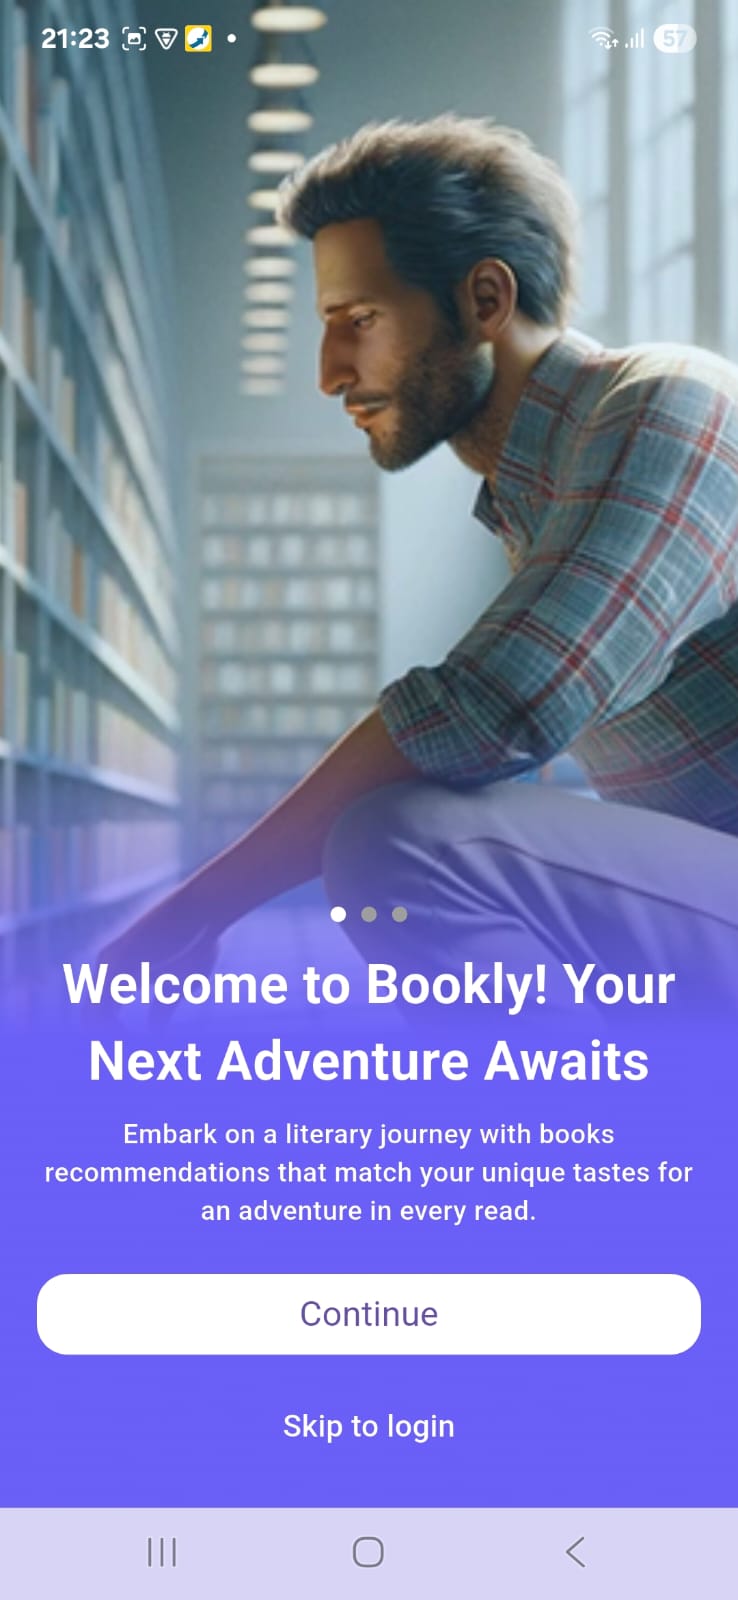 21:23
57
Welcome to Bookly! Your
Next Adventure Awaits
Embark on a literary journey with books
recommendations that match your unique tastes for
an adventure in every read.
Continue
Skip to login